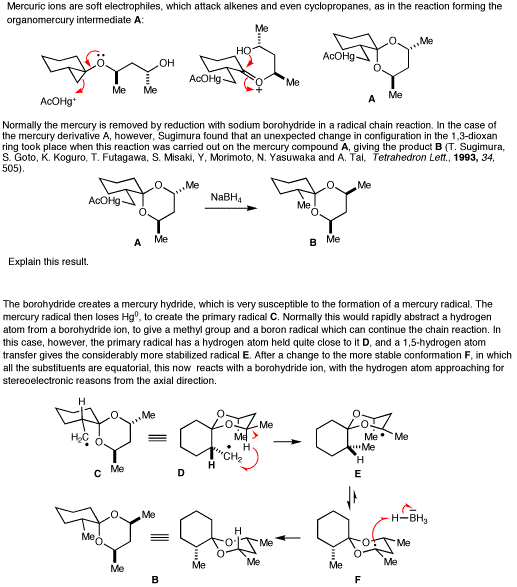 Mercuric ions are soft electrophiles, which attack alkenes and even cyclopropanes, as in the reaction forming the
organomercury intermediate A:
O
OH
Me
Me
AcOHg⁺
HO
Me
AcOHg
O
+
Me
O
Me
AcOHg
O
Me
A
Normally the mercury is removed by reduction with sodium borohydride in a radical chain reaction. In the case of
the mercury derivative A, however, Sugimura found that an unexpected change in configuration in the 1,3-dioxan
ring took place when this reaction was carried out on the mercury compound A, giving the product B (T. Sugimura,
S. Goto, K. Koguro, T. Futagawa, S. Misaki, Y, Morimoto, N. Yasuwaka and A. Tai, Tetrahedron Lett., 1993, 34,
505).
O
Me
AcOHg
O
Me
A
NaBH₄
O
Me
Me
O
Me
B
Explain this result.
The borohydride creates a mercury hydride, which is very susceptible to the formation of a mercury radical. The
mercury radical then loses Hg⁰, to create the primary radical C. Normally this would rapidly abstract a hydrogen
atom from a borohydride ion, to give a methyl group and a boron radical which can continue the chain reaction. In
this case, however, the primary radical has a hydrogen atom held quite close to it D, and a 1,5-hydrogen atom
transfer gives the considerably more stabilized radical E. After a change to the more stable conformation F, in which
all the substituents are equatorial, this now reacts with a borohydride ion, with the hydrogen atom approaching for
stereoelectronic reasons from the axial direction.
H
O
Me
H₂C
O
Me
C
O
O
Me
Me
H
CH₂
H
D
O
O
Me
Me
Me
H
E
O
Me
Me
O
Me
B
H
O
Me
O
Me
Me
H–BH₃
–
O
Me
O
Me
Me
F